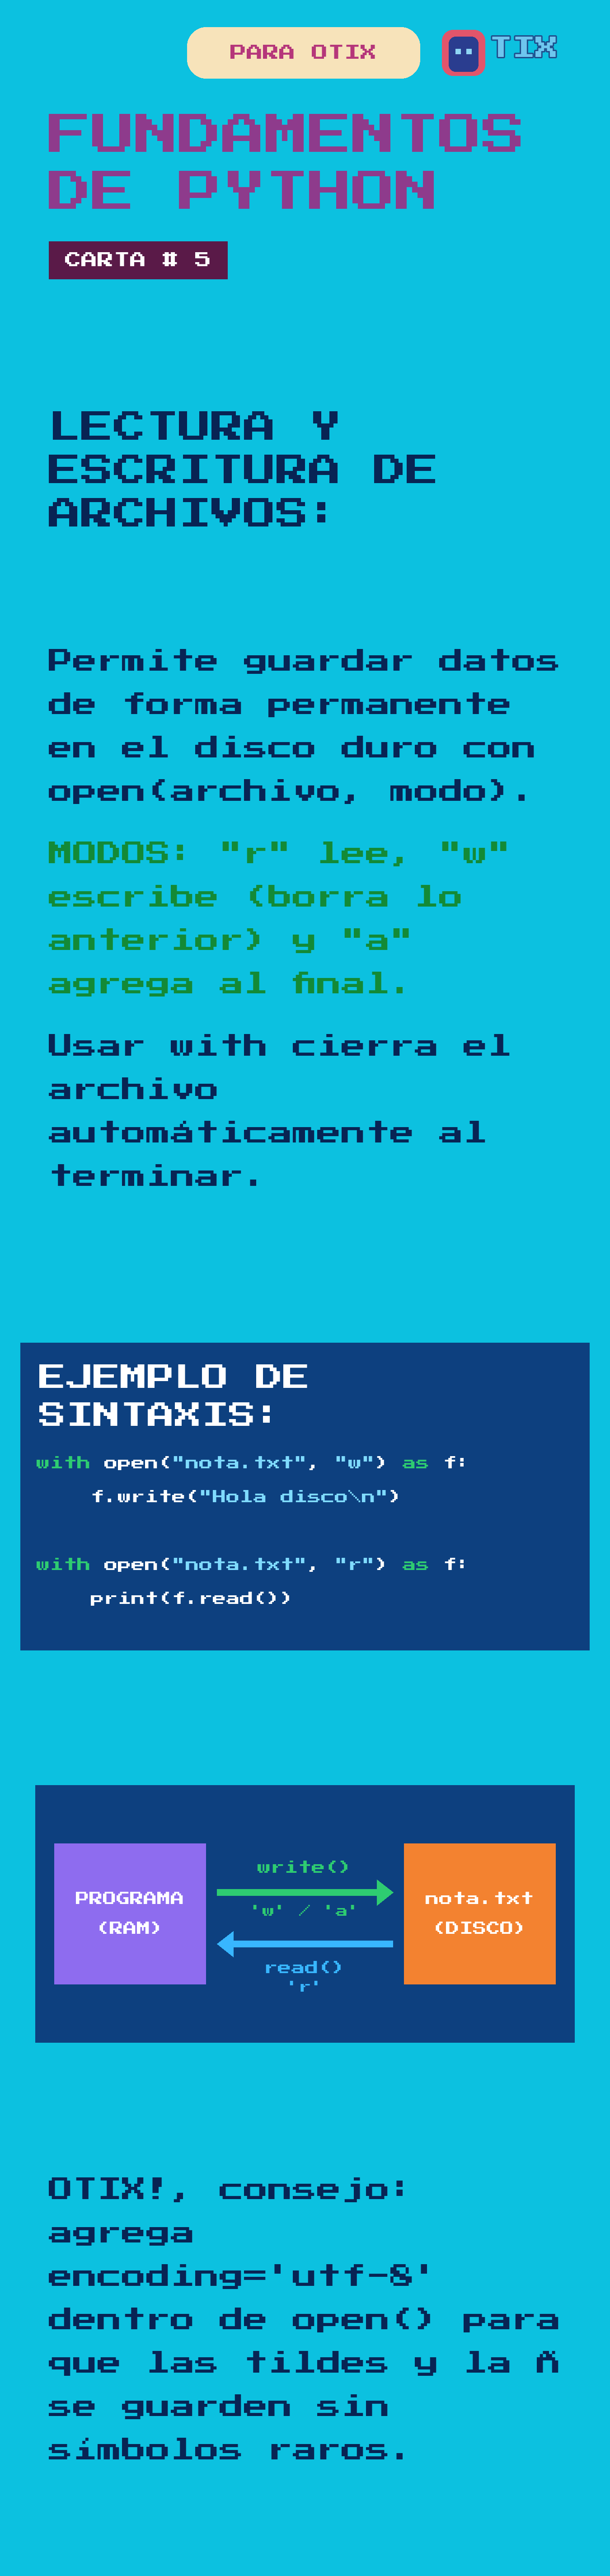 PARA OTIX
TIX
FUNDAMENTOS
DE PYTHON
CARTA # 5
LECTURA Y
ESCRITURA DE
ARCHIVOS:
Permite guardar datos
de forma permanente
en el disco duro con
open(archivo, modo).
MODOS: "r" lee, "w"
escribe (borra lo
anterior) y "a"
agrega al final.
Usar with cierra el
archivo
automáticamente al
terminar.
EJEMPLO DE
SINTAXIS:
with open("nota.txt", "w") as f:
    f.write("Hola disco\n")
with open("nota.txt", "r") as f:
    print(f.read())
PROGRAMA
(RAM)
write()
'w' / 'a'
read()
'r'
nota.txt
(DISCO)
OTIX!, consejo:
agrega
encoding='utf-8'
dentro de open() para
que las tildes y la Ñ
se guarden sin
símbolos raros.